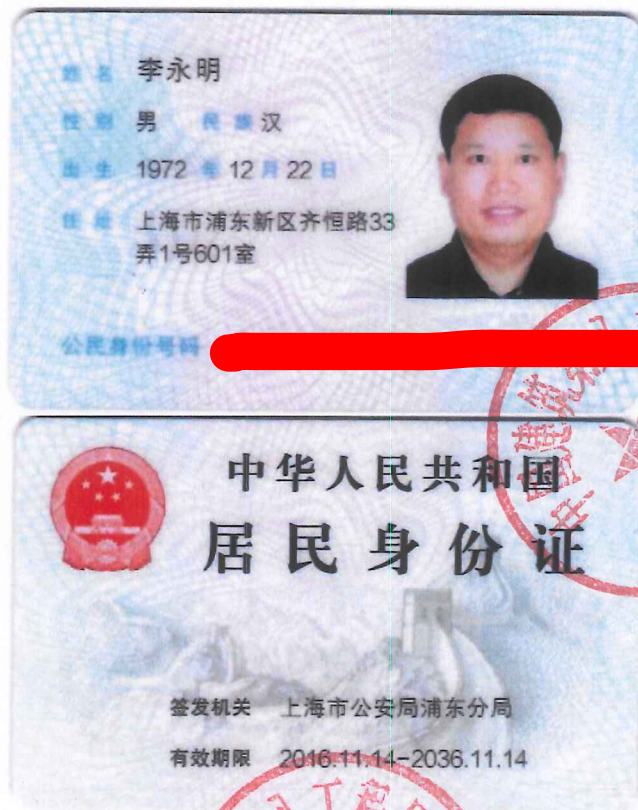 姓名 李永明
性别 男 民族 汉
出生 1972 年 12 月 22 日
住址 上海市浦东新区齐恒路33
弄1号601室
公民身份号码
中华人民共和国
居民身份证
签发机关 上海市公安局浦东分局
有效期限 2016.11.14-2036.11.14